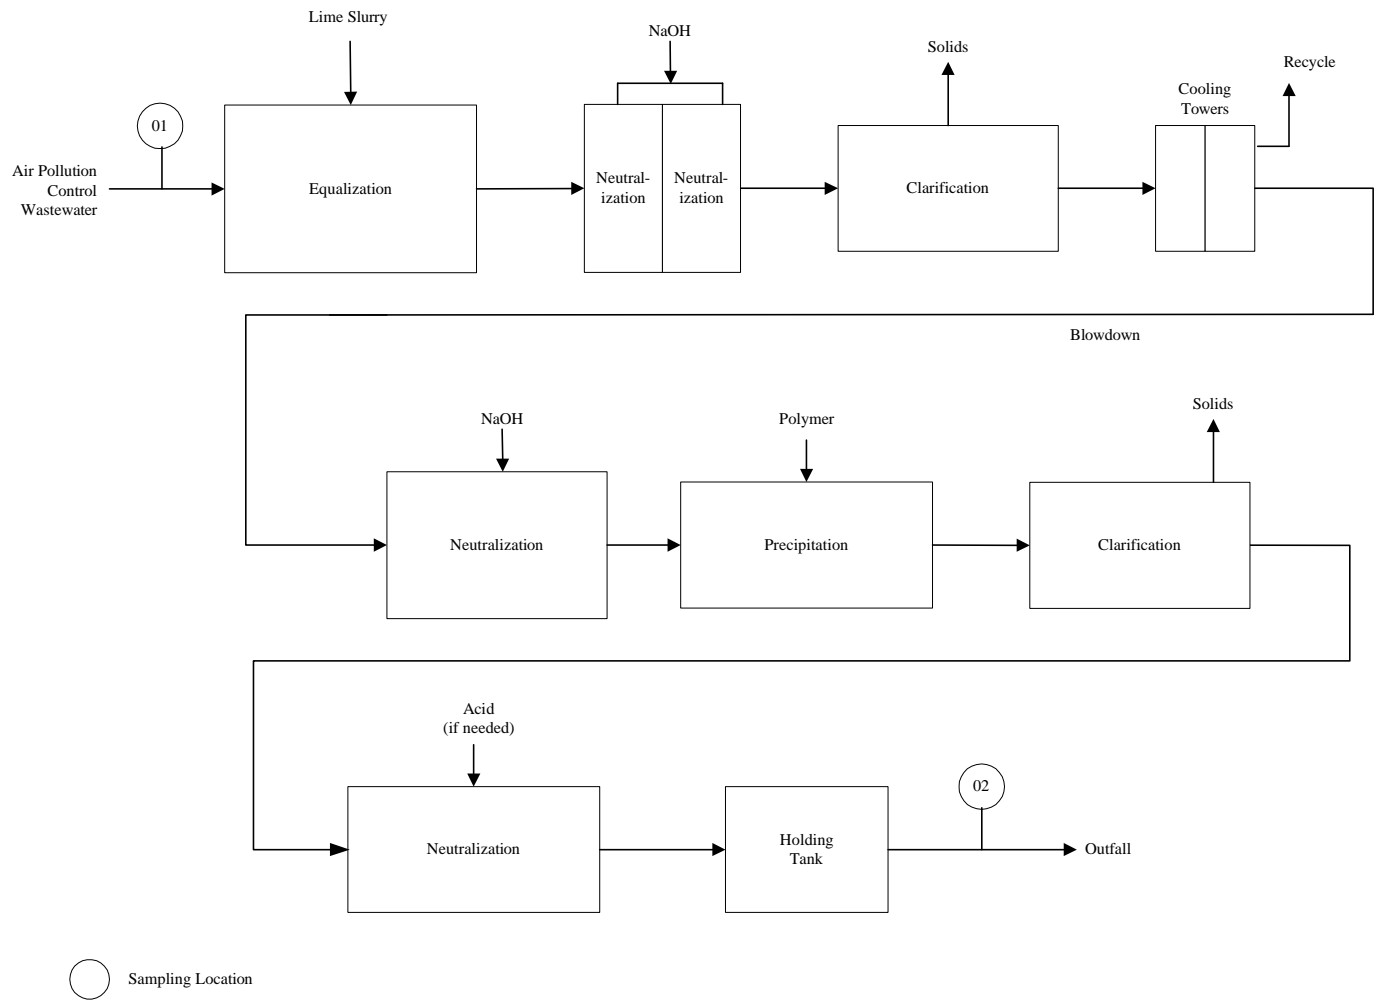 Lime Slurry
NaOH
Solids
Recycle
Cooling
Towers
01
Air Pollution
Control
Wastewater
Equalization
Neutral-
ization
Neutral-
ization
Clarification
Blowdown
NaOH
Polymer
Solids
Neutralization
Precipitation
Clarification
Acid
(if needed)
02
Neutralization
Holding
Tank
Outfall
Sampling Location